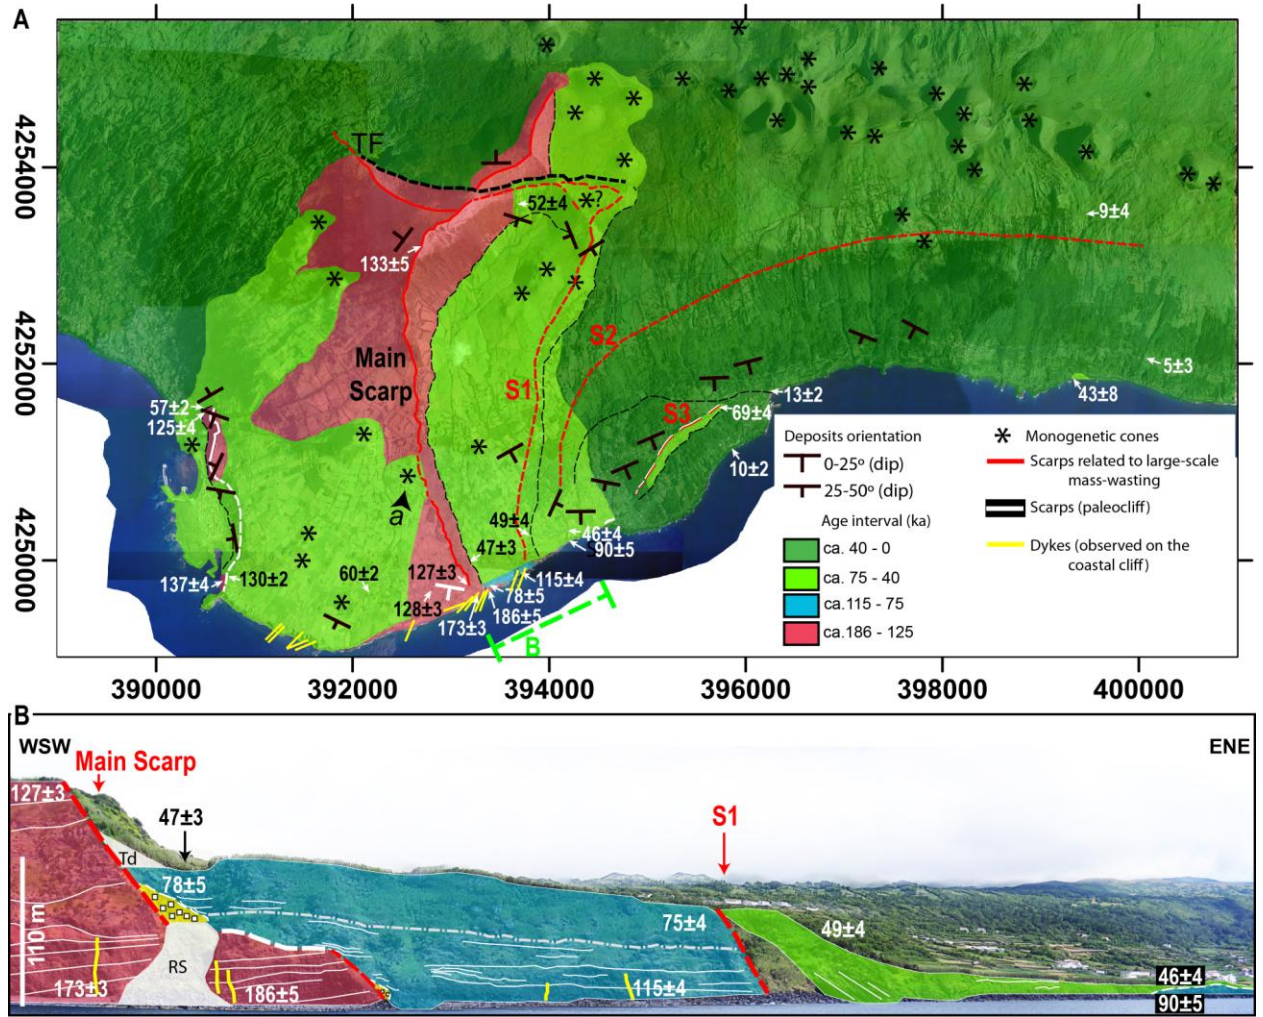 A
4254000
4252000
4250000
TF
52±4
?
133±5
9±4
Main
Scarp
S2
S1
S3
5±3
43±8
13±2
69±4
10±2
57±2
125±4
a
49±4
46±4
90±5
47±3
137±4
130±2
60±2
127±3
128±3
115±4
78±5
186±5
173±3
B
Deposits orientation
0-25º (dip)
25-50º (dip)
Age interval (ka)
ca. 40 - 0
ca. 75 - 40
ca.115 - 75
ca.186 - 125
Monogenetic cones
Scarps related to large-scale
mass-wasting
Scarps (paleocliff)
Dykes (observed on the
coastal cliff)
390000 392000 394000 396000 398000 400000
B
WSW
ENE
Main Scarp
127±3
47±3
S1
Td
78±5
75±4
49±4
110 m
RS
173±3
186±5
115±4
46±4
90±5